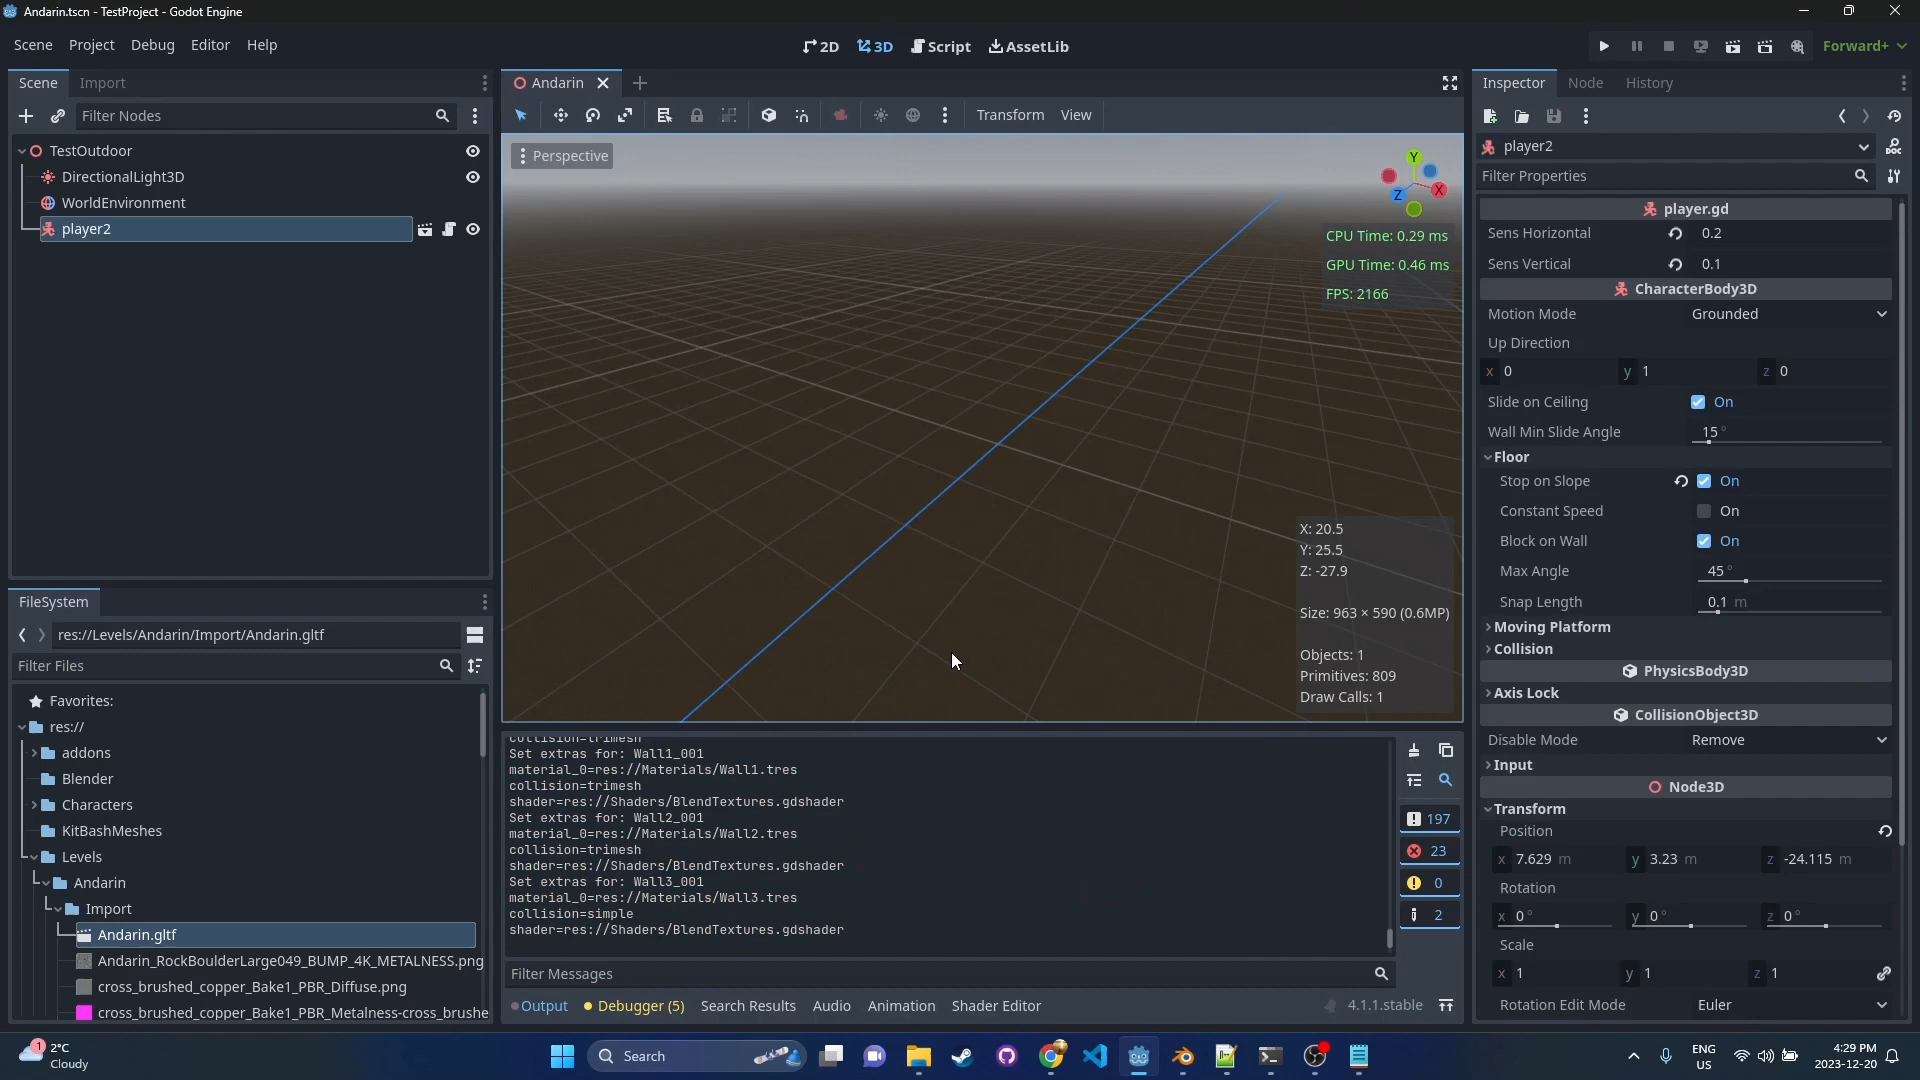 Andarin.tscn - TestProject - Godot Engine
Scene Project Debug Editor Help
2D 3D Script AssetLib
Forward+
Scene Import
Filter Nodes
TestOutdoor
DirectionalLight3D
WorldEnvironment
player2
FileSystem
res://Levels/Andarin/Import/Andarin.gltf
Filter Files
Favorites:
res://
addons
Blender
Characters
KitBashMeshes
Levels
Andarin
Import
Andarin.gltf
Andarin_RockBoulderLarge049_BUMP_4K_METALNESS.png
cross_brushed_copper_Bake1_PBR_Diffuse.png
cross_brushed_copper_Bake1_PBR_Metalness-cross_brushe
Andarin
Transform View
Perspective
Y
X
Z
CPU Time: 0.29 ms
GPU Time: 0.46 ms
FPS: 2166
X: 20.5
Y: 25.5
Z: -27.9
Size: 963 × 590 (0.6MP)
Objects: 1
Primitives: 809
Draw Calls: 1
collision=trimesh
Set extras for: Wall1_001
material_0=res://Materials/Wall1.tres
collision=trimesh
shader=res://Shaders/BlendTextures.gdshader
Set extras for: Wall2_001
material_0=res://Materials/Wall2.tres
collision=trimesh
shader=res://Shaders/BlendTextures.gdshader
Set extras for: Wall3_001
material_0=res://Materials/Wall3.tres
collision=simple
shader=res://Shaders/BlendTextures.gdshader
197
23
0
2
Filter Messages
Output Debugger (5) Search Results Audio Animation Shader Editor 4.1.1.stable
Inspector Node History
player2
Filter Properties
player.gd
Sens Horizontal 0.2
Sens Vertical 0.1
CharacterBody3D
Motion Mode Grounded
Up Direction
x 0 y 1 z 0
Slide on Ceiling On
Wall Min Slide Angle 15 °
Floor
Stop on Slope On
Constant Speed On
Block on Wall On
Max Angle 45 °
Snap Length 0.1 m
Moving Platform
Collision
PhysicsBody3D
Axis Lock
CollisionObject3D
Disable Mode Remove
Input
Node3D
Transform
Position
x 7.629 m y 3.23 m z -24.115 m
Rotation
x 0 ° y 0 ° z 0 °
Scale
x 1 y 1 z 1
Rotation Edit Mode Euler
1
2°C
Cloudy
Search
ENG
US
4:29 PM
2023-12-20